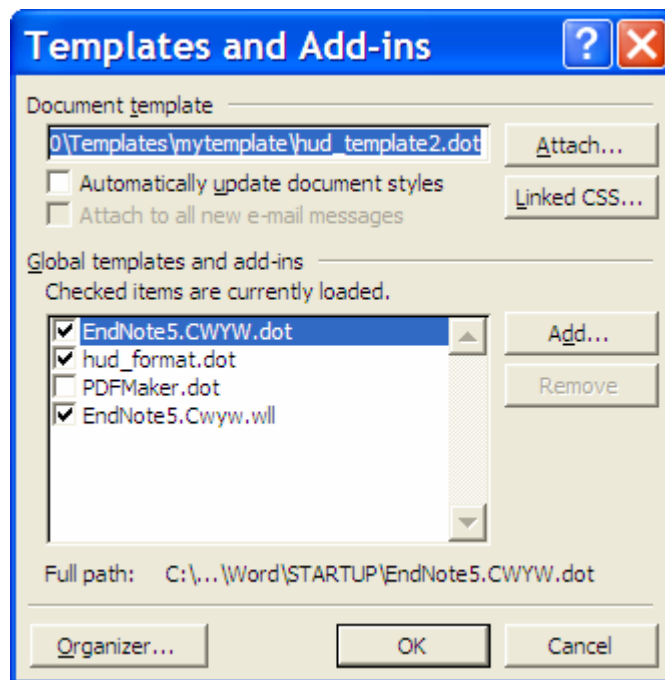 Templates and Add-ins
Document template
0\Templates\mytemplate\hud_template2.dot
Attach...
Automatically update document styles
Attach to all new e-mail messages
Linked CSS...
Global templates and add-ins
Checked items are currently loaded.
EndNote5.CWYW.dot
hud_format.dot
PDFMaker.dot
EndNote5.Cwyw.wll
Add...
Remove
Full path: C:\...\Word\STARTUP\EndNote5.CWYW.dot
Organizer...
OK
Cancel